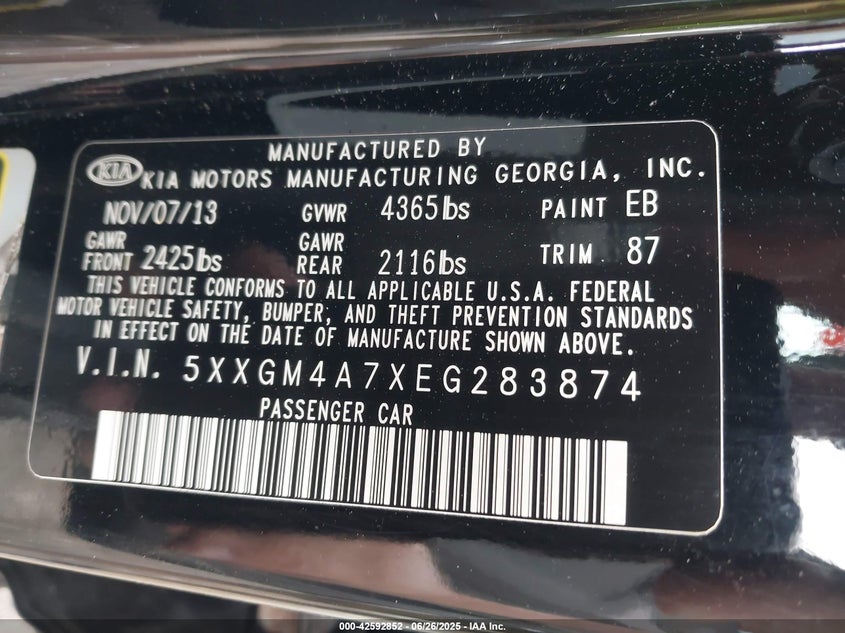 MANUFACTURED BY
KIA KIA MOTORS MANUFACTURING GEORGIA, INC.
NOV/07/13 GVWR 4365lbs PAINT EB
GAWR FRONT 2425lbs GAWR REAR 2116lbs TRIM 87
THIS VEHICLE CONFORMS TO ALL APPLICABLE U.S.A. FEDERAL
MOTOR VEHICLE SAFETY, BUMPER, AND THEFT PREVENTION STANDARDS
IN EFFECT ON THE DATE OF MANUFACTURE SHOWN ABOVE.
V.I.N. 5XXGM4A7XEG283874
PASSENGER CAR
000-42592852 - 06/26/2025 - IAA Inc.